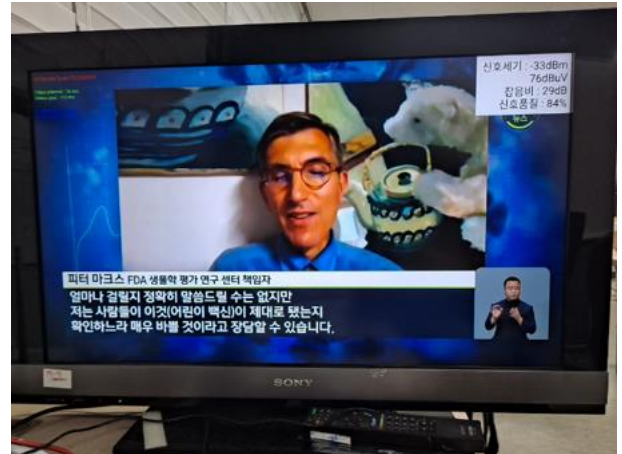 신호세기 : -33dBm
76dBuV
잡음비 : 29dB
신호품질 : 84%
뉴스
피터 마크스 FDA 생물학 평가 연구 센터 책임자
얼마나 걸릴지 정확히 말씀드릴 수는 없지만
저는 사람들이 이것(어린이 백신)이 제대로 됐는지
확인하느라 매우 바쁠 것이라고 장담할 수 있습니다.
SONY